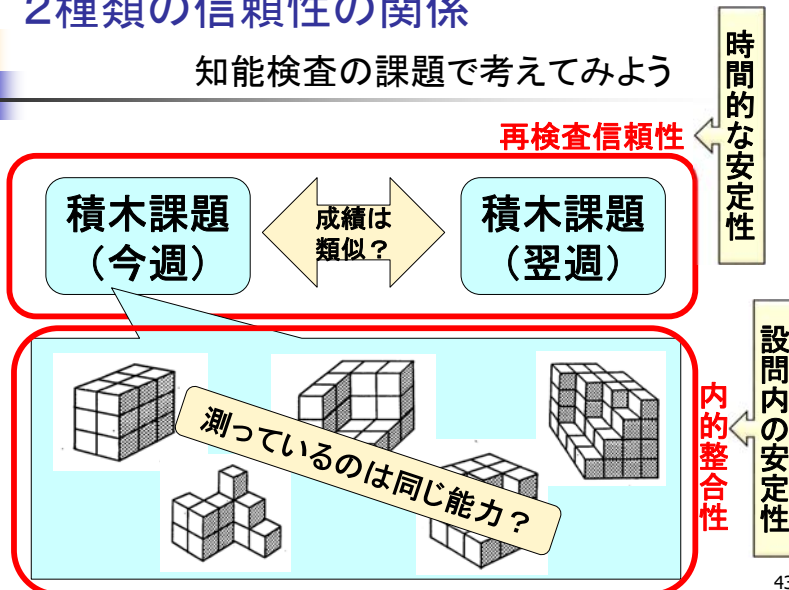 2種類の信頼性の関係
知能検査の課題で考えてみよう
時間的な安定性
再検査信頼性
積木課題
（今週）
成績は
類似？
積木課題
（翌週）
設問内の安定性
内的整合性
測っているのは同じ能力？
43